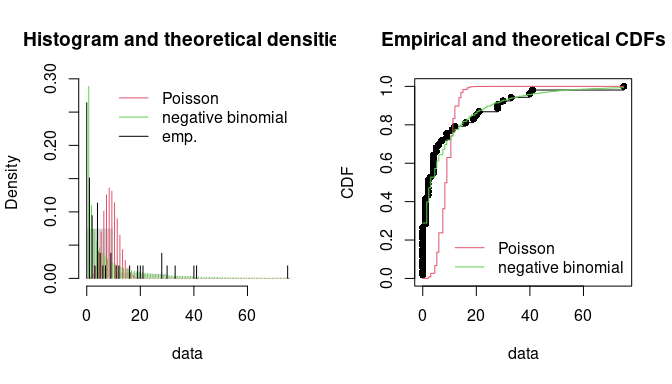 Histogram and theoretical densitie
Density
0.00
0.10
0.20
0.30
Poisson
negative binomial
emp.
0
20
40
60
data
Empirical and theoretical CDFs
CDF
0.0
0.2
0.4
0.6
0.8
1.0
Poisson
negative binomial
0
20
40
60
data